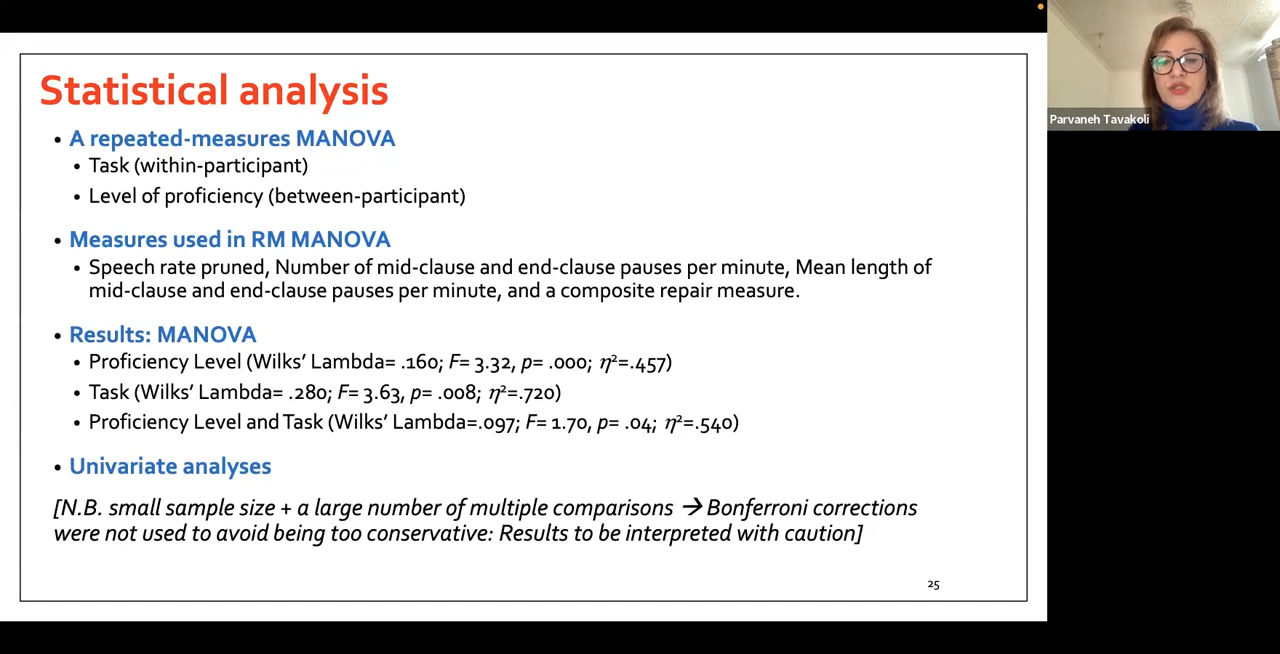 Statistical analysis
• A repeated-measures MANOVA
• Task (within-participant)
• Level of proficiency (between-participant)
• Measures used in RM MANOVA
• Speech rate pruned, Number of mid-clause and end-clause pauses per minute, Mean length of
mid-clause and end-clause pauses per minute, and a composite repair measure.
• Results: MANOVA
• Proficiency Level (Wilks' Lambda= .160; F= 3.32, p= .000; η²=.457)
• Task (Wilks' Lambda= .280; F= 3.63, p= .008; η²=.720)
• Proficiency Level and Task (Wilks' Lambda=.097; F= 1.70, p= .04; η²=.540)
• Univariate analyses
[N.B. small sample size + a large number of multiple comparisons → Bonferroni corrections
were not used to avoid being too conservative: Results to be interpreted with caution]
25
Parvaneh Tavakoli